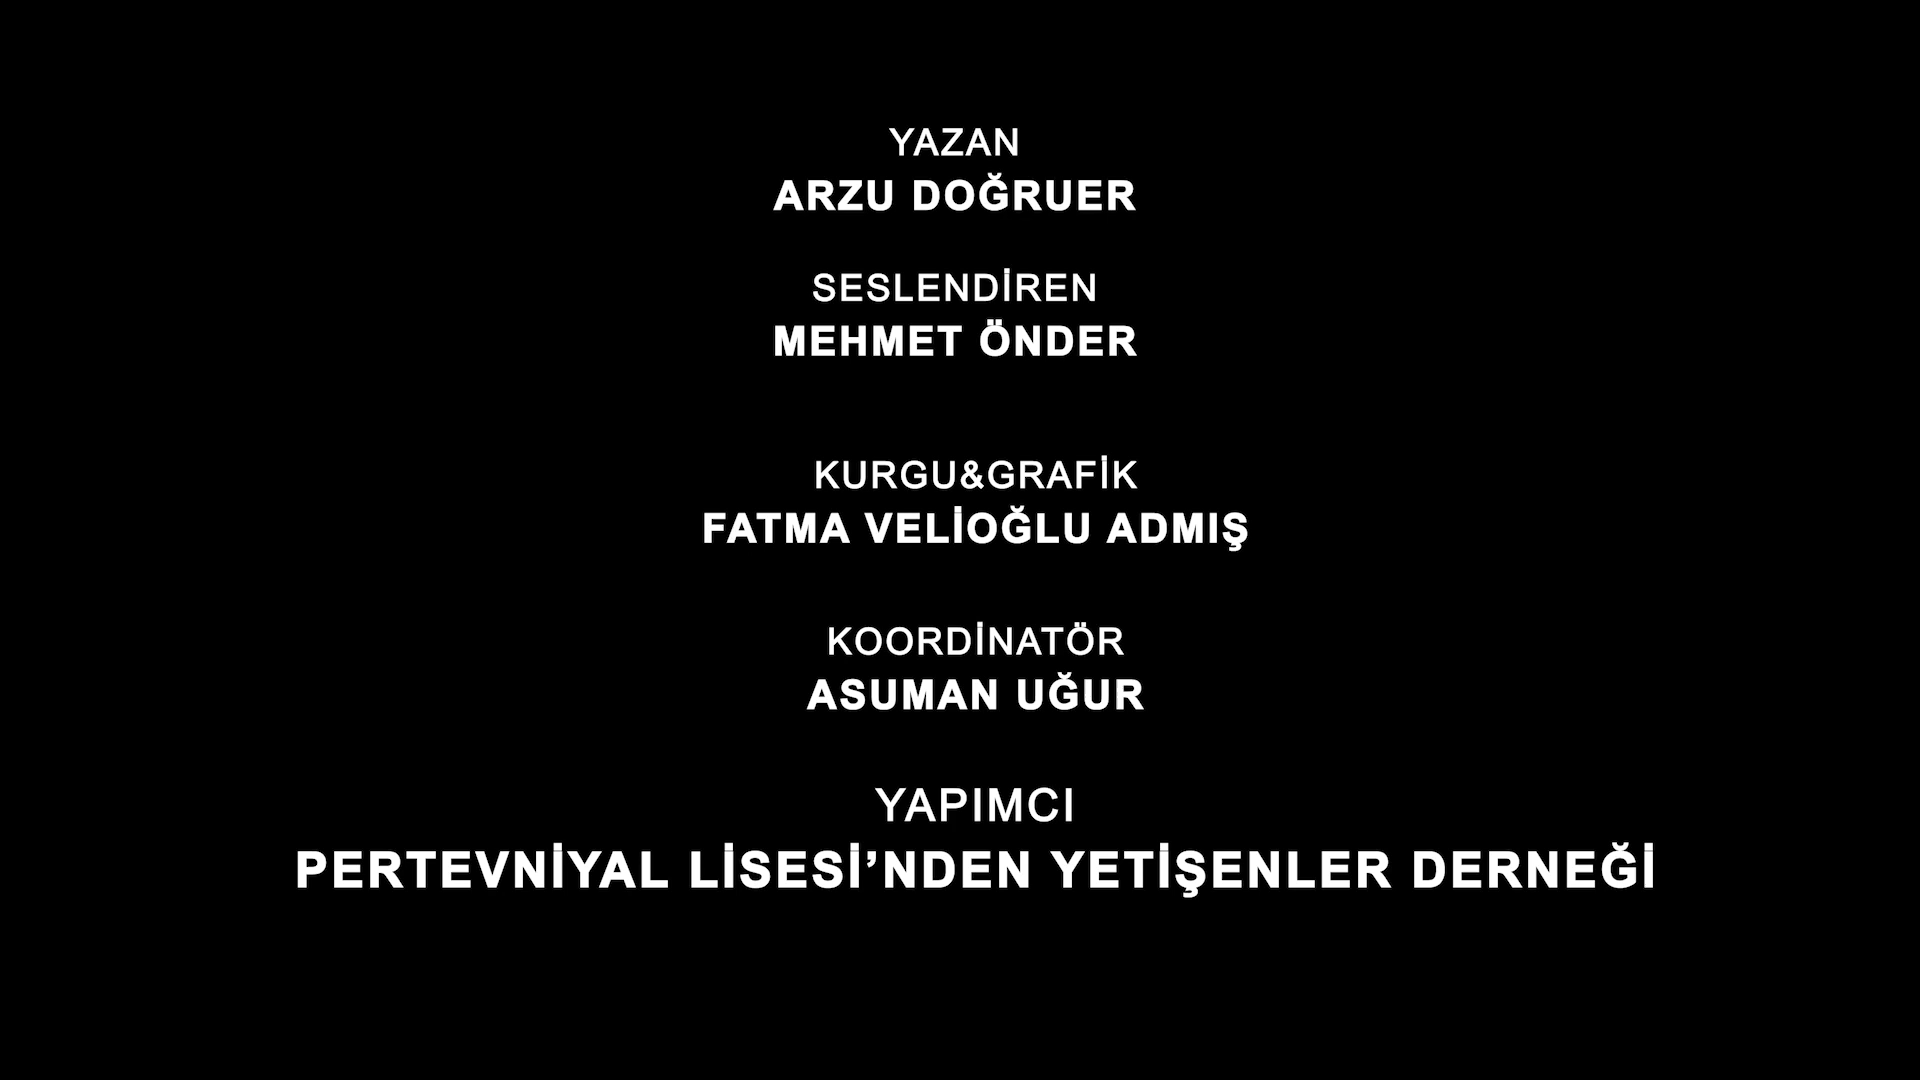 YAZAN
ARZU DOĞRUER
SESLENDİREN
MEHMET ÖNDER
KURGU&GRAFİK
FATMA VELİOĞLU ADMIŞ
KOORDİNATÖR
ASUMAN UĞUR
YAPIMCI
PERTEVNİYAL LİSESİ’NDEN YETİŞENLER DERNEĞİ